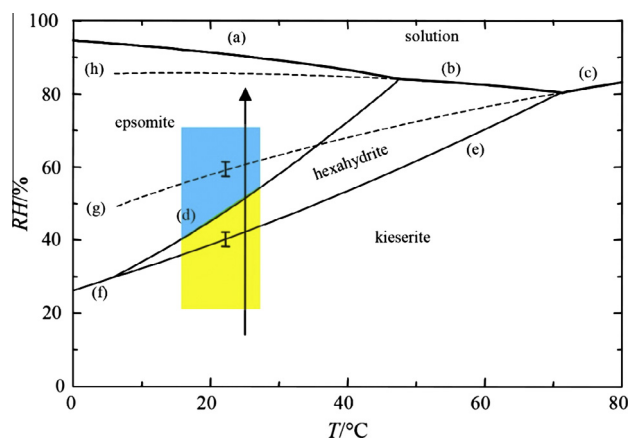 100
(a)
solution
(h)
(b)
(c)
80
epsomite
60
hexahydrite
(e)
(g)
(d)
RH/%
40
kieserite
(f)
20
0
0
20
40
60
80
T/°C